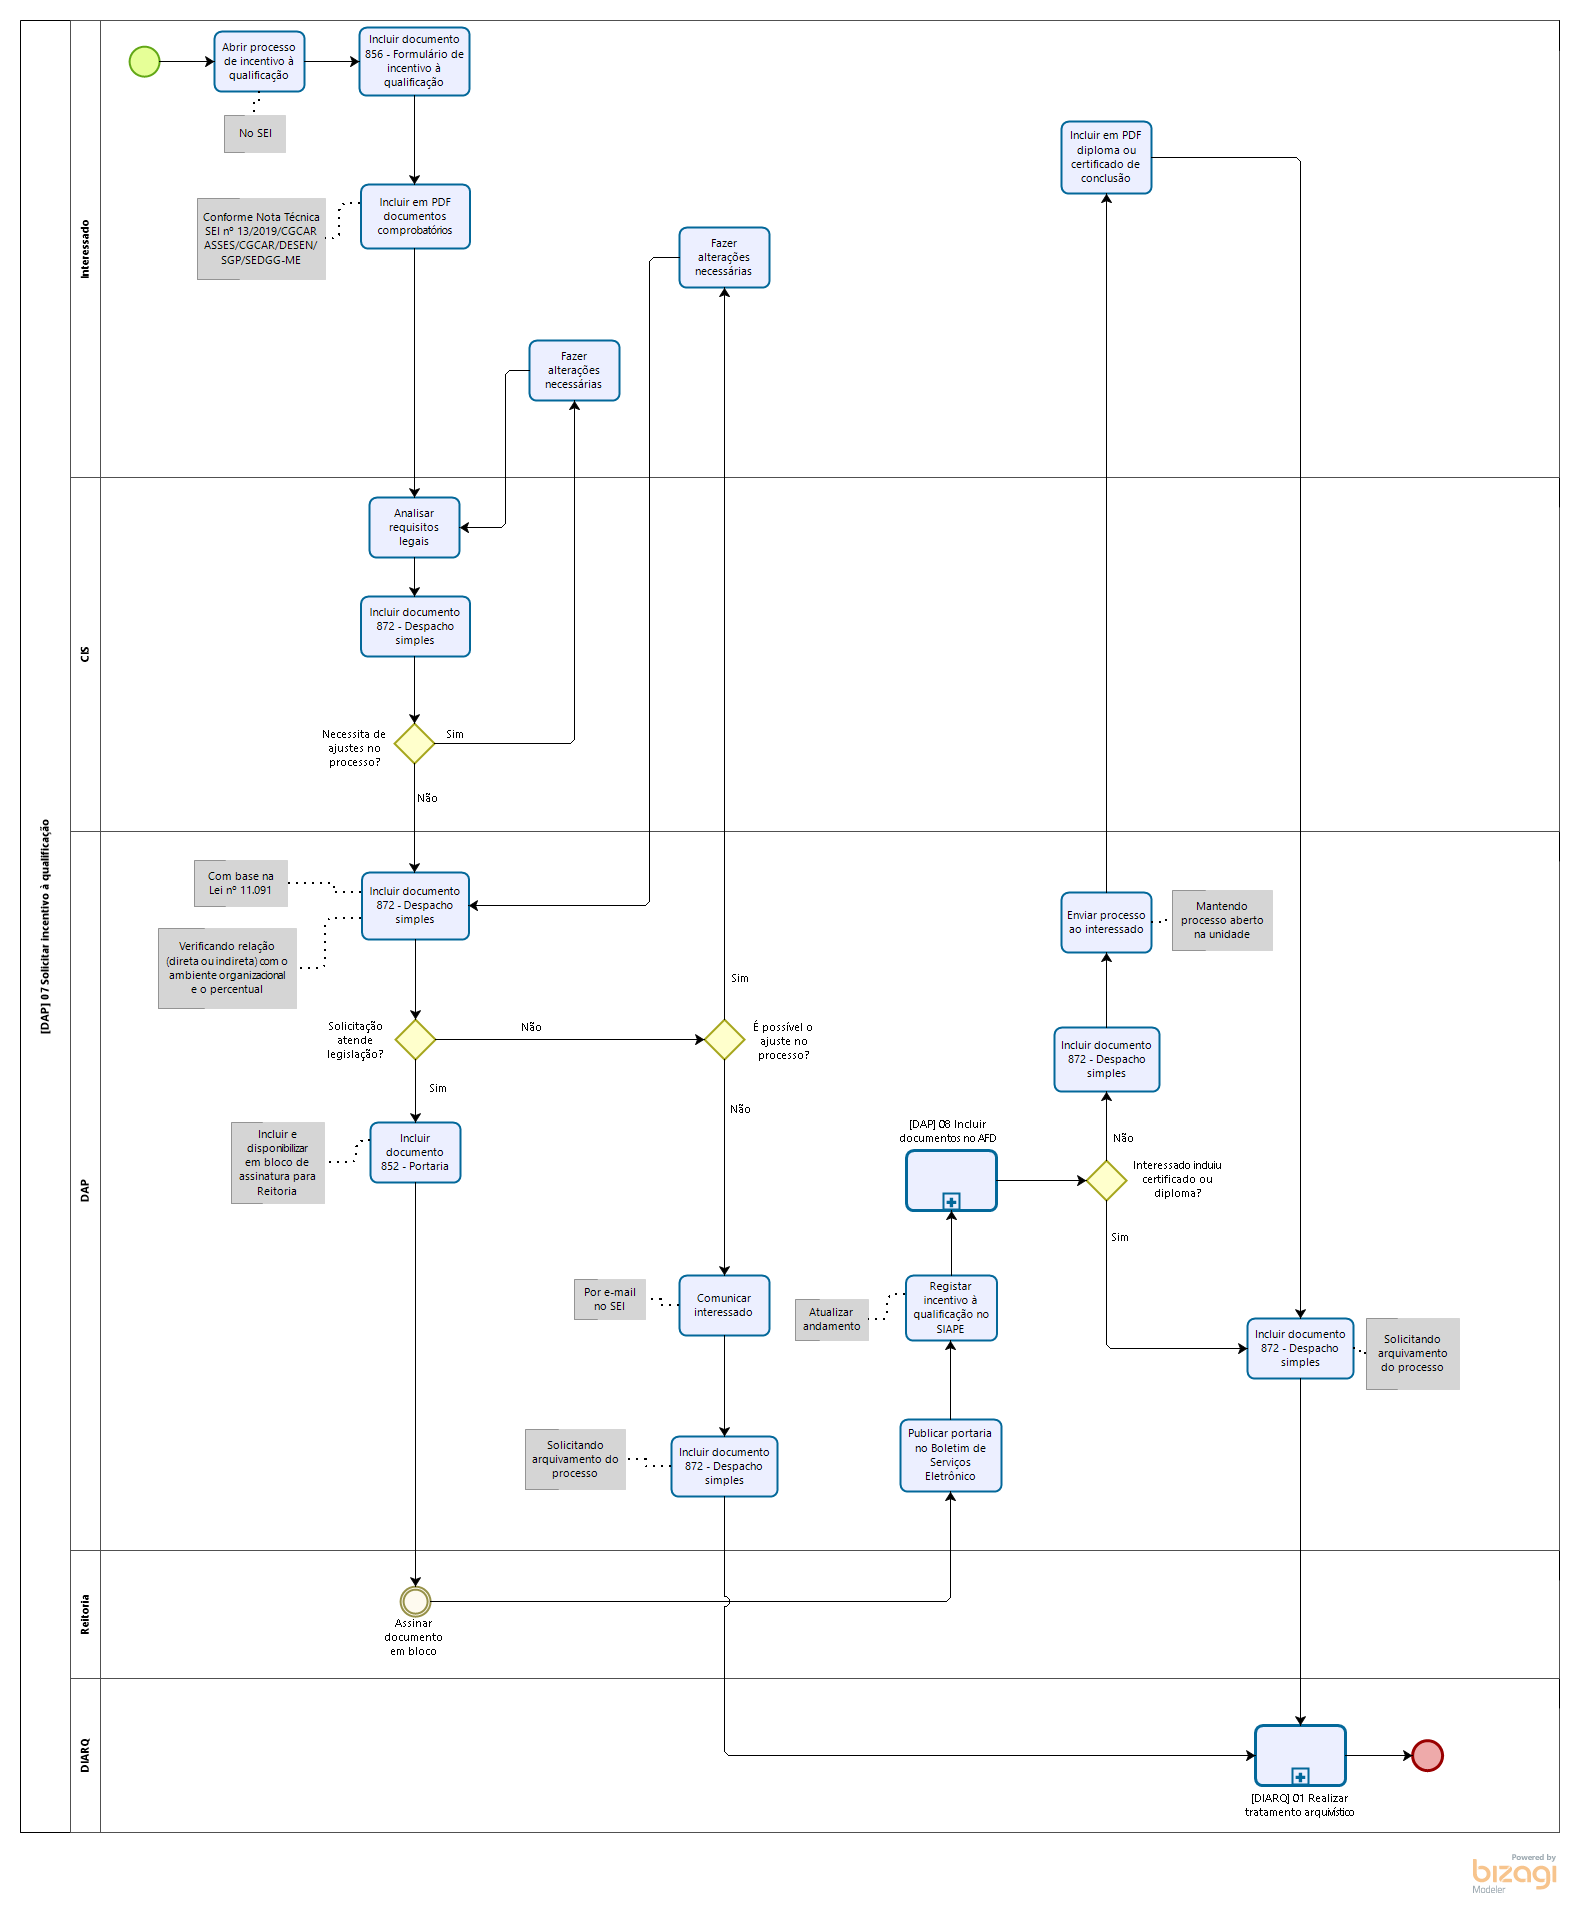 [DAP] 07 Solicitar incentivo à qualificação
Interessado
Abrir processo
de incentivo à
qualificação
No SEI
Incluir documento
856 - Formulário de
incentivo à
qualificação
Conforme Nota Técnica
SEI nº 13/2019/CGCAR
ASSES/CGCAR/DESEN/
SGP/SEDGG-ME
Incluir em PDF
documentos
comprobatórios
Fazer
alterações
necessárias
Fazer
alterações
necessárias
Incluir em PDF
diploma ou
certificado de
conclusão
CIS
Analisar
requisitos
legais
Incluir documento
872 - Despacho
simples
Necessita de
ajustes no
processo?
Sim
Não
DAP
Com base na
Lei nº 11.091
Verificando relação
(direta ou indireta) com o
ambiente organizacional
e o percentual
Incluir documento
872 - Despacho
simples
Solicitação
atende
legislação?
Não
Sim
É possível o
ajuste no
processo?
Sim
Não
Incluir e
disponibilizar
em bloco de
assinatura para
Reitoria
Incluir
documento
852 - Portaria
Por e-mail
no SEI
Comunicar
interessado
Solicitando
arquivamento do
processo
Incluir documento
872 - Despacho
simples
[DAP] 08 Incluir
documentos no AFD
Atualizar
andamento
Registar
incentivo à
qualificação no
SIAPE
Publicar portaria
no Boletim de
Serviços
Eletrônico
Enviar processo
ao interessado
Mantendo
processo aberto
na unidade
Incluir documento
872 - Despacho
simples
Não
Interessado incluiu
certificado ou
diploma?
Sim
Incluir documento
872 - Despacho
simples
Solicitando
arquivamento
do processo
Reitoria
Assinar
documento
em bloco
DIARQ
[DIARQ] 01 Realizar
tratamento arquivístico
Powered by
bizagi
Modeler